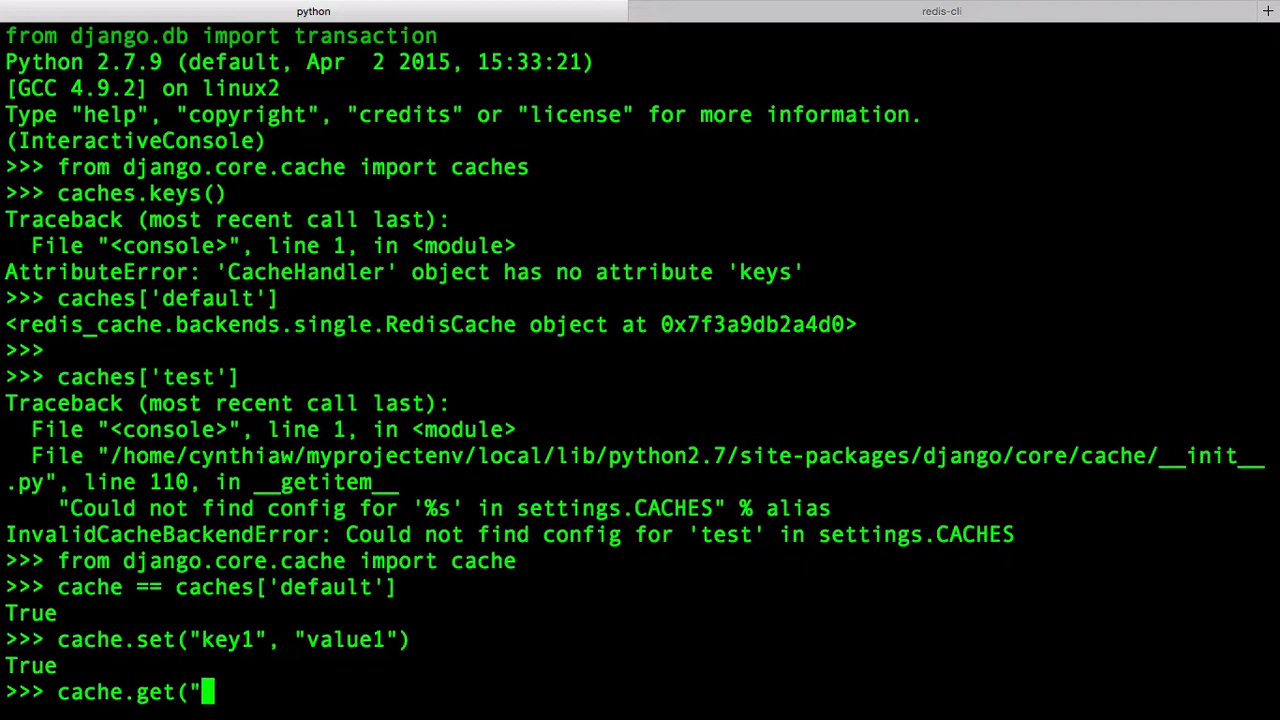 python
redis-cli
+
from django.db import transaction
Python 2.7.9 (default, Apr  2 2015, 15:33:21)
[GCC 4.9.2] on linux2
Type "help", "copyright", "credits" or "license" for more information.
(InteractiveConsole)
>>> from django.core.cache import caches
>>> caches.keys()
Traceback (most recent call last):
  File "<console>", line 1, in <module>
AttributeError: 'CacheHandler' object has no attribute 'keys'
>>> caches['default']
<redis_cache.backends.single.RedisCache object at 0x7f3a9db2a4d0>
>>>
>>> caches['test']
Traceback (most recent call last):
  File "<console>", line 1, in <module>
  File "/home/cynthiaw/myprojectenv/local/lib/python2.7/site-packages/django/core/cache/__init__
.py", line 110, in __getitem__
    "Could not find config for '%s' in settings.CACHES" % alias
InvalidCacheBackendError: Could not find config for 'test' in settings.CACHES
>>> from django.core.cache import cache
>>> cache == caches['default']
True
>>> cache.set("key1", "value1")
True
>>> cache.get("